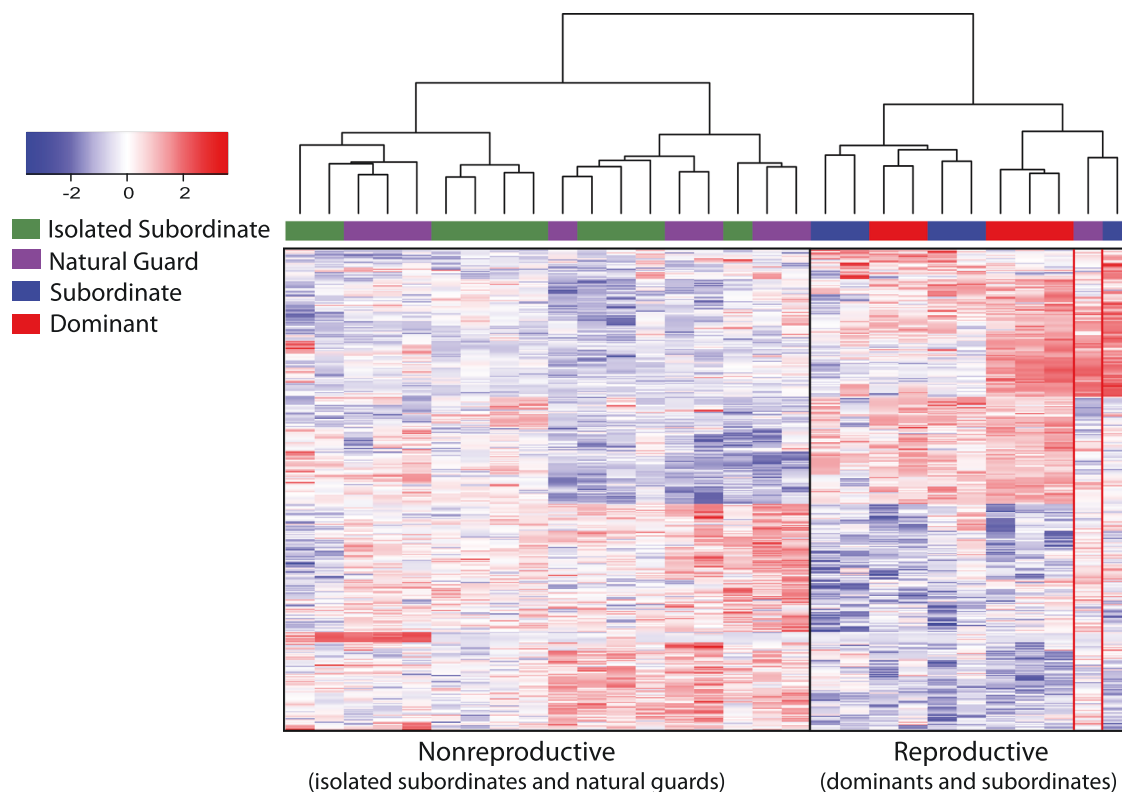 -2 0 2
Isolated Subordinate
Natural Guard
Subordinate
Dominant
Nonreproductive
(isolated subordinates and natural guards)
Reproductive
(dominants and subordinates)